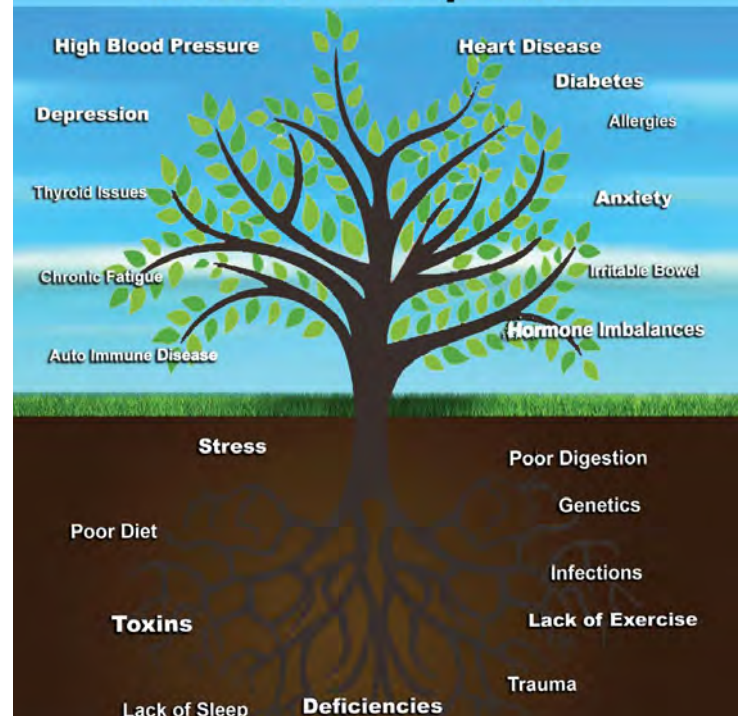 High Blood Pressure
Heart Disease
Diabetes
Depression
Allergies
Thyroid Issues
Anxiety
Chronic Fatigue
Irritable Bowel
Hormone Imbalances
Auto Immune Disease
Stress
Poor Digestion
Genetics
Poor Diet
Infections
Toxins
Lack of Exercise
Trauma
Lack of Sleep
Deficiencies